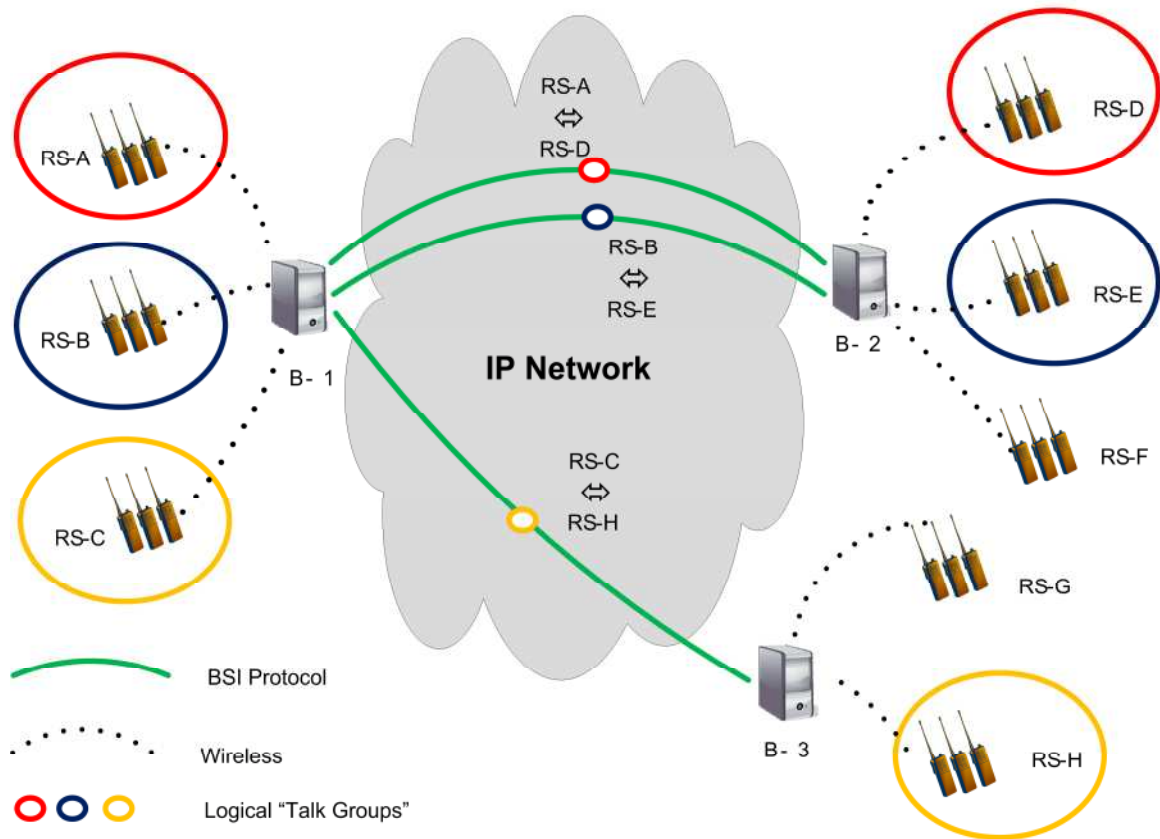 RS-A
RS-B
RS-C
B- 1
RS-A
RS-D
RS-B
RS-E
IP Network
RS-C
RS-H
B- 2
RS-D
RS-E
RS-F
RS-G
B- 3
RS-H
BSI Protocol
Wireless
Logical “Talk Groups”